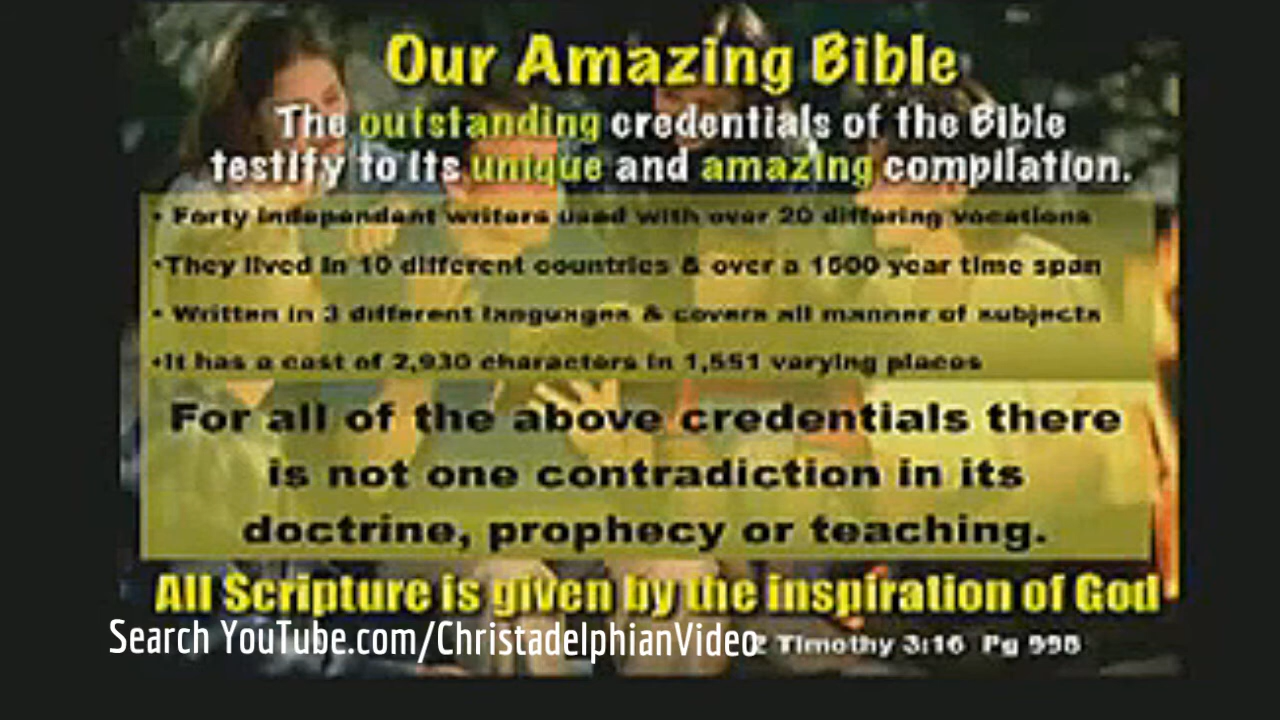 Our Amazing Bible
The outstanding credentials of the Bible
testify to its unique and amazing compilation.
• Forty independent writers used with over 20 differing vocations
•They lived in 10 different countries & over a 1500 year time span
• Written in 3 different languages & covers all manner of subjects
•It has a cast of 2,930 characters in 1,551 varying places
For all of the above credentials there
is not one contradiction in its
doctrine, prophecy or teaching.
All Scripture is given by the inspiration of God
Search YouTube.com/ChristadelphianVideo
2 Timothy 3:16 Pg 998